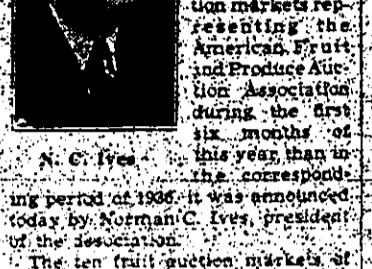 tion markets rep-
resenting the
American Fruit
and Produce Auc-
tion Association
during the first
six months of
this year than in
the correspond-
N. C. Ives
ing period of 1936, it was announced
today by Norman C. Ives, president
of the association.
The ten fruit auction markets of